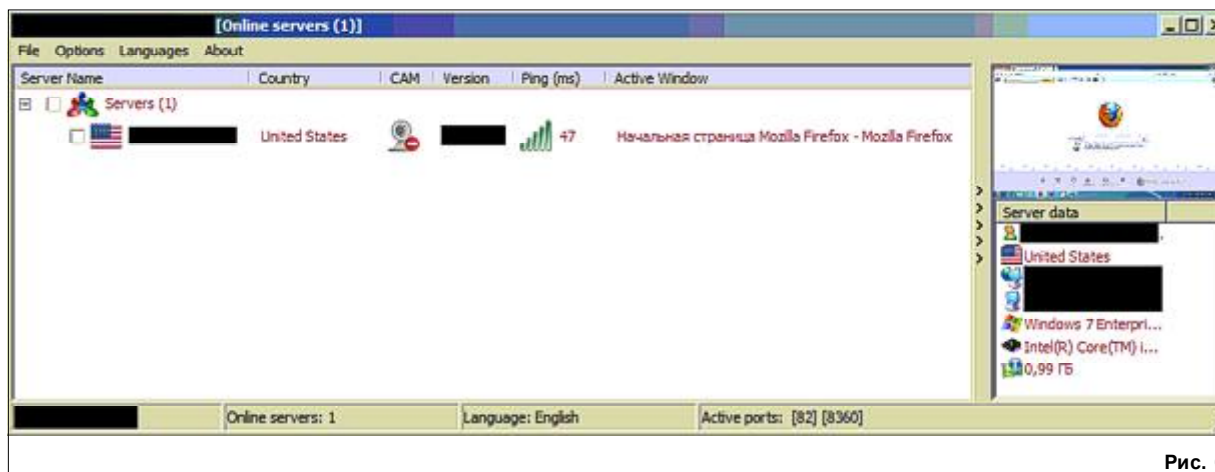 [Online servers (1)]
File Options Languages About
Server Name Country CAM Version Ping (ms) Active Window
Servers (1)
United States 47 Начальная страница Mozilla Firefox - Mozilla Firefox
Server data
United States
Windows 7 Enterpri...
Intel(R) Core(TM) i...
0,99 ГБ
Online servers: 1 Language: English Active ports: [82] [8360]
Рис.